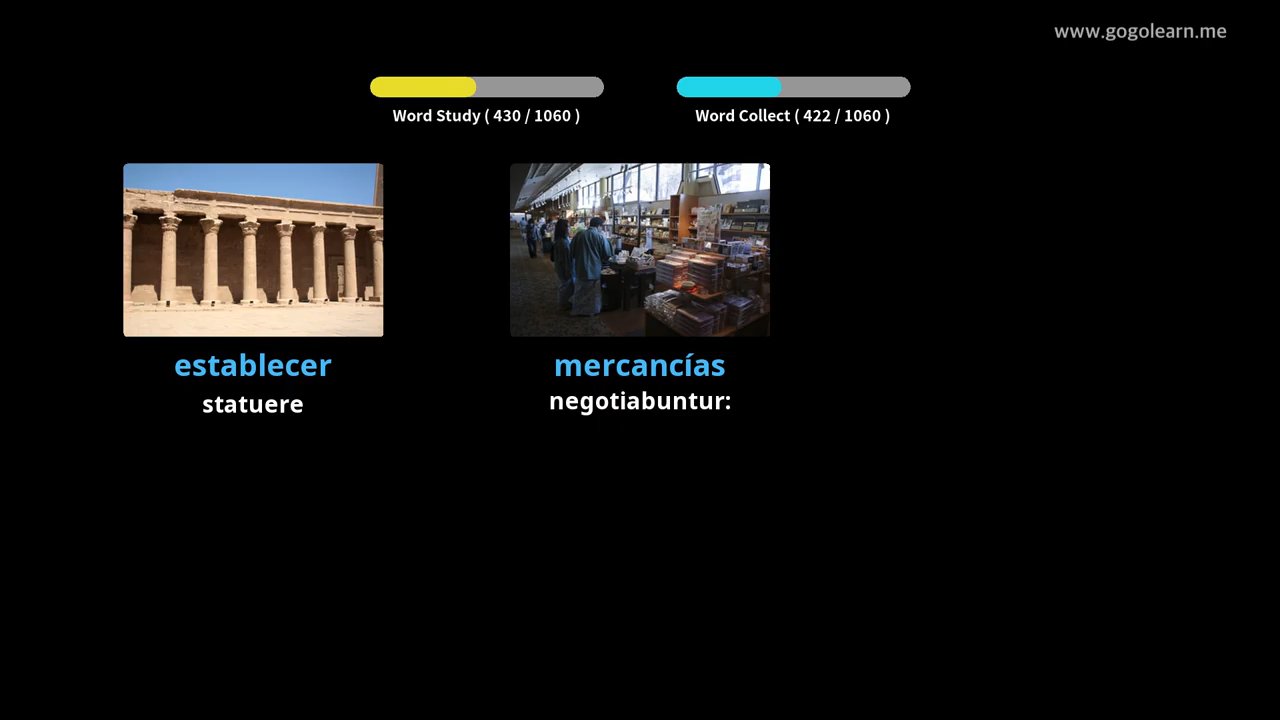 www.gogolearn.me
Word Study ( 430 / 1060 )
Word Collect ( 422 / 1060 )
establecer
statuere
mercancías
negotiabuntur: